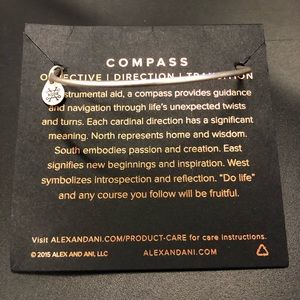 COMPASS
OBJECTIVE | DIRECTION | TRADITION
instrumental aid, a compass provides guidance
and navigation through life's unexpected twists
and turns. Each cardinal direction has a significant
meaning. North represents home and wisdom.
South embodies passion and creation. East
signifies new beginnings and inspiration. West
symbolizes introspection and reflection. "Do life"
and any course you follow will be fruitful.
Visit ALEXANDANI.COM/PRODUCT-CARE for care instructions.
© 2015 ALEX AND ANI, LLC
ALEXANDANI.COM